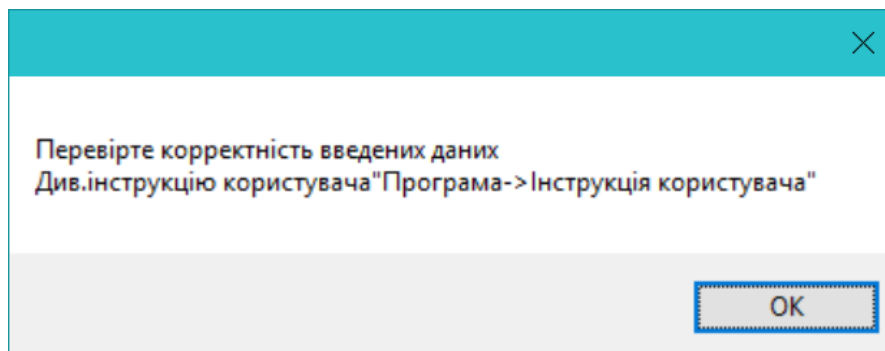 Перевірте корректність введених даних
Див.інструкцію користувача"Програма->Інструкція користувача"
OK